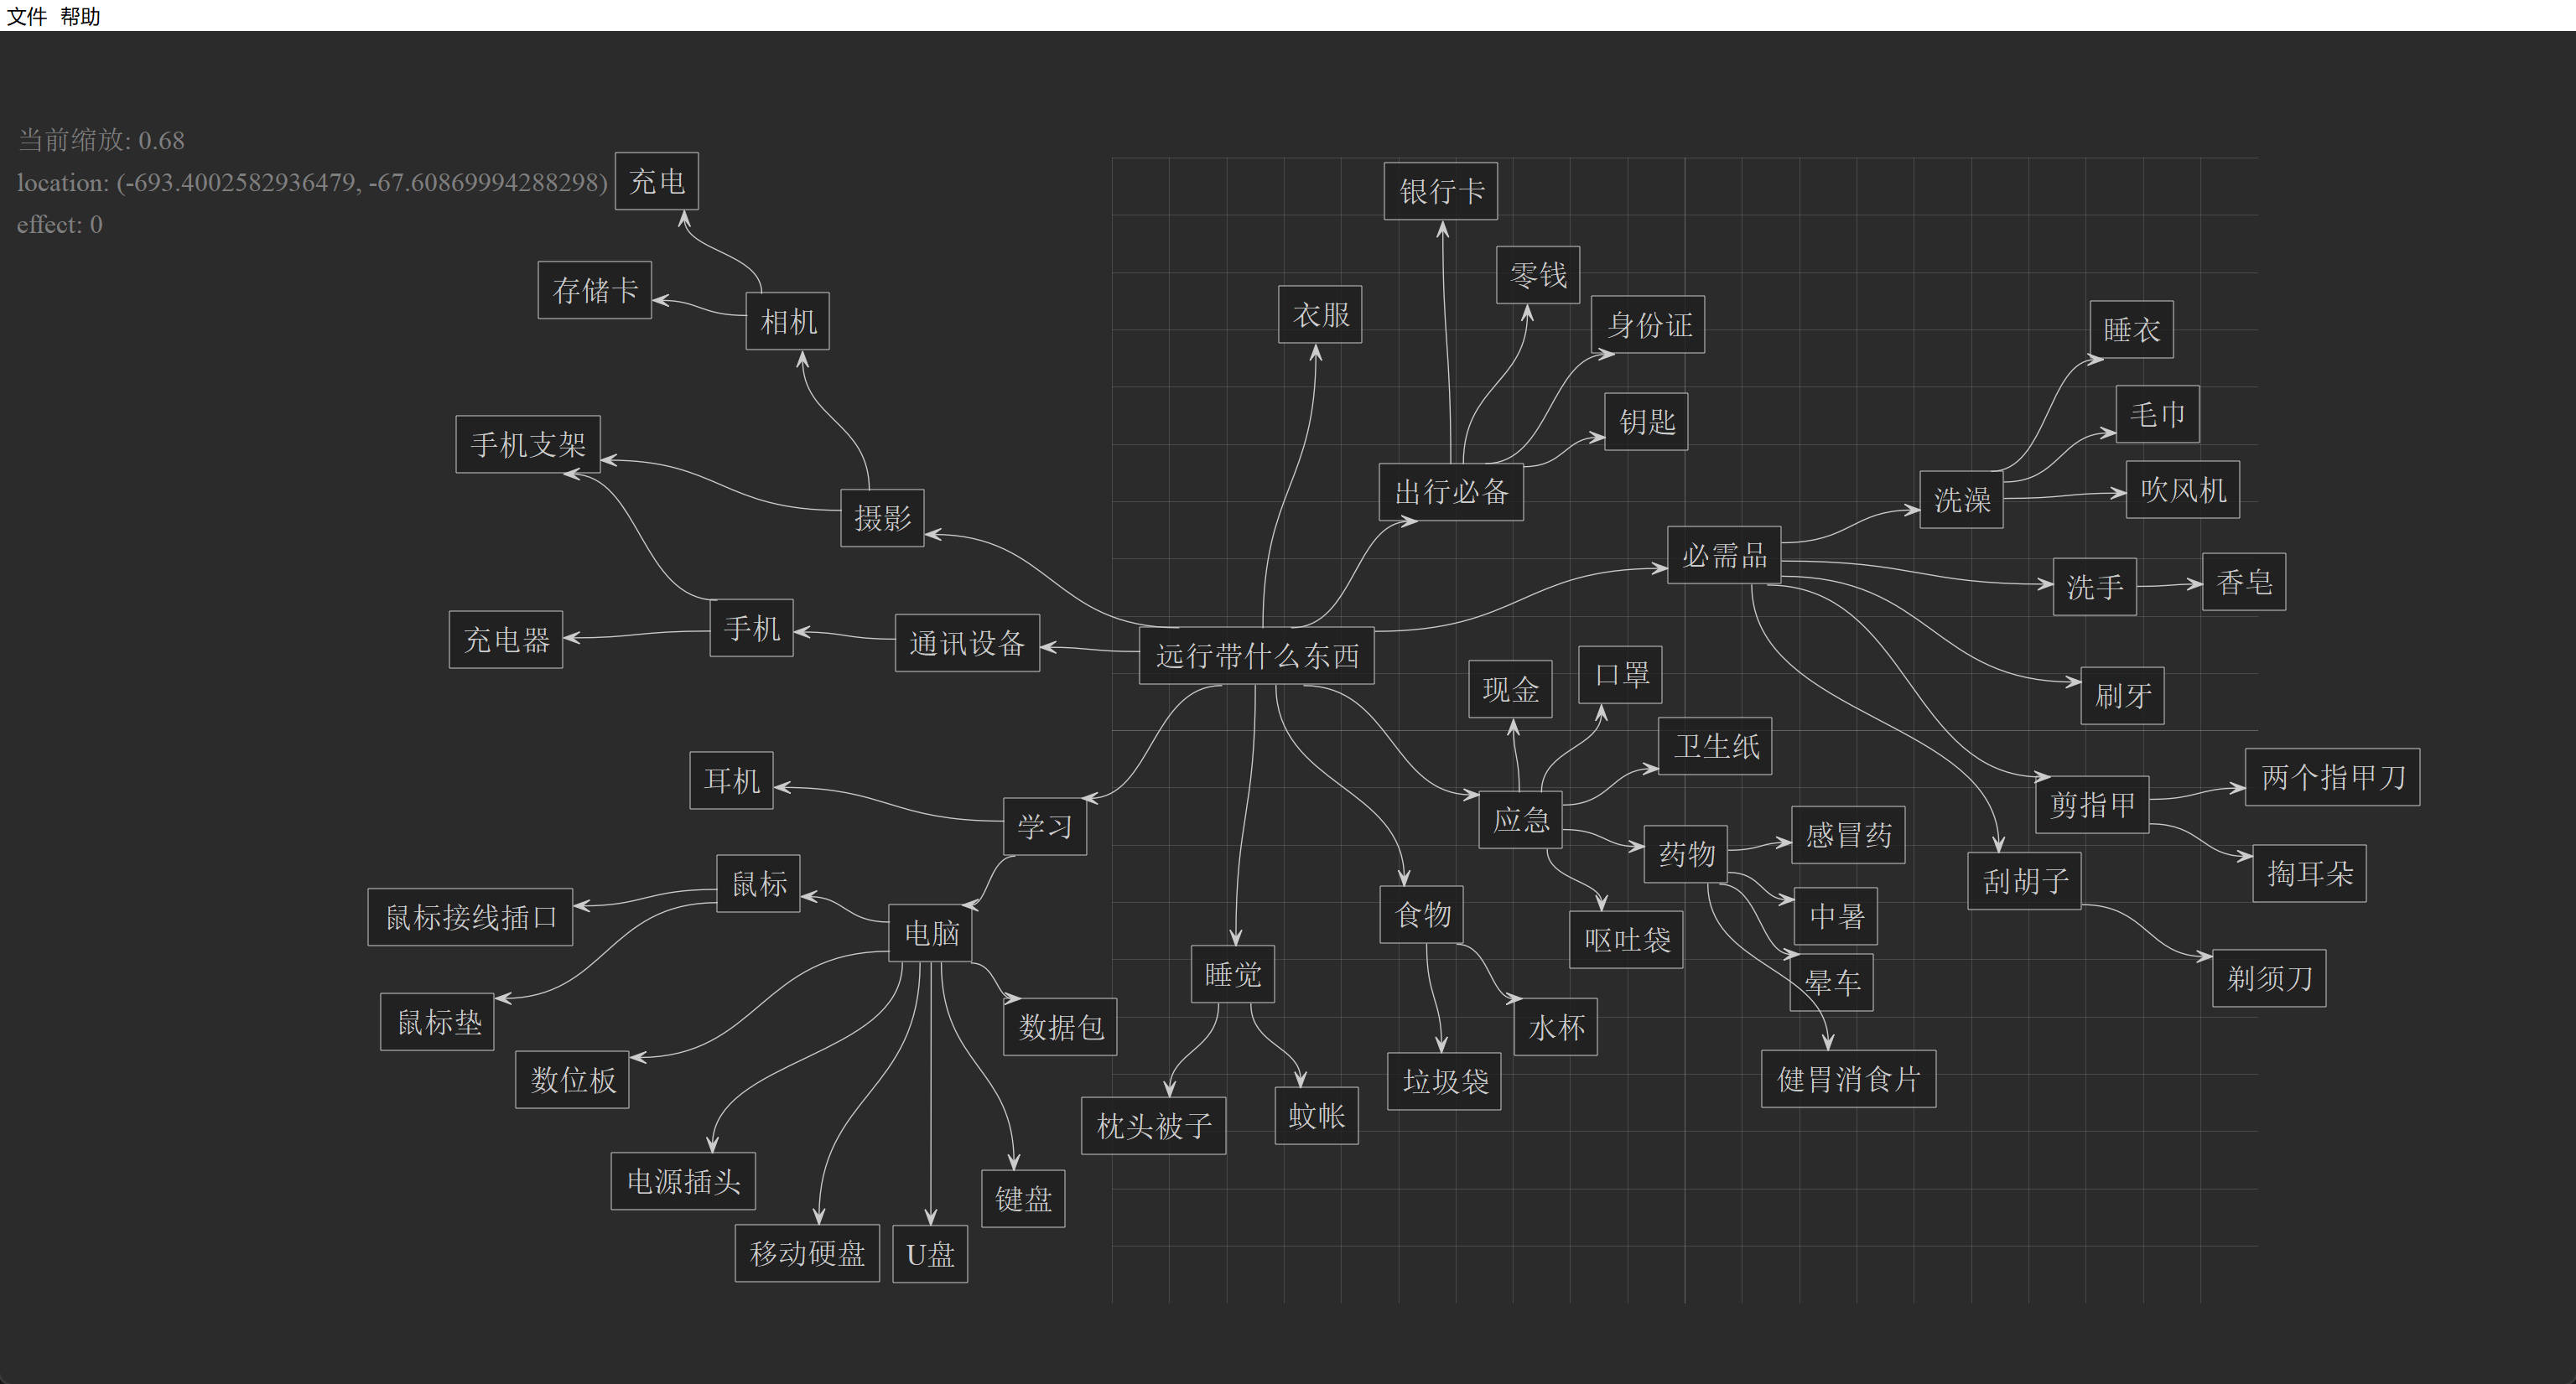 文件 帮助
当前缩放: 0.68
location: (-693.4002582936479, -67.60869994288298)
effect: 0
充电
存储卡
相机
手机支架
摄影
充电器
手机
通讯设备
远行带什么东西
衣服
银行卡
零钱
身份证
钥匙
出行必备
必需品
洗澡
睡衣
毛巾
吹风机
洗手
香皂
刷牙
剪指甲
两个指甲刀
掏耳朵
刮胡子
剃须刀
现金
口罩
卫生纸
应急
药物
感冒药
中暑
晕车
健胃消食片
呕吐袋
食物
水杯
垃圾袋
睡觉
枕头被子
蚊帐
学习
耳机
鼠标
鼠标接线插口
鼠标垫
电脑
数位板
数据包
电源插头
移动硬盘
U盘
键盘